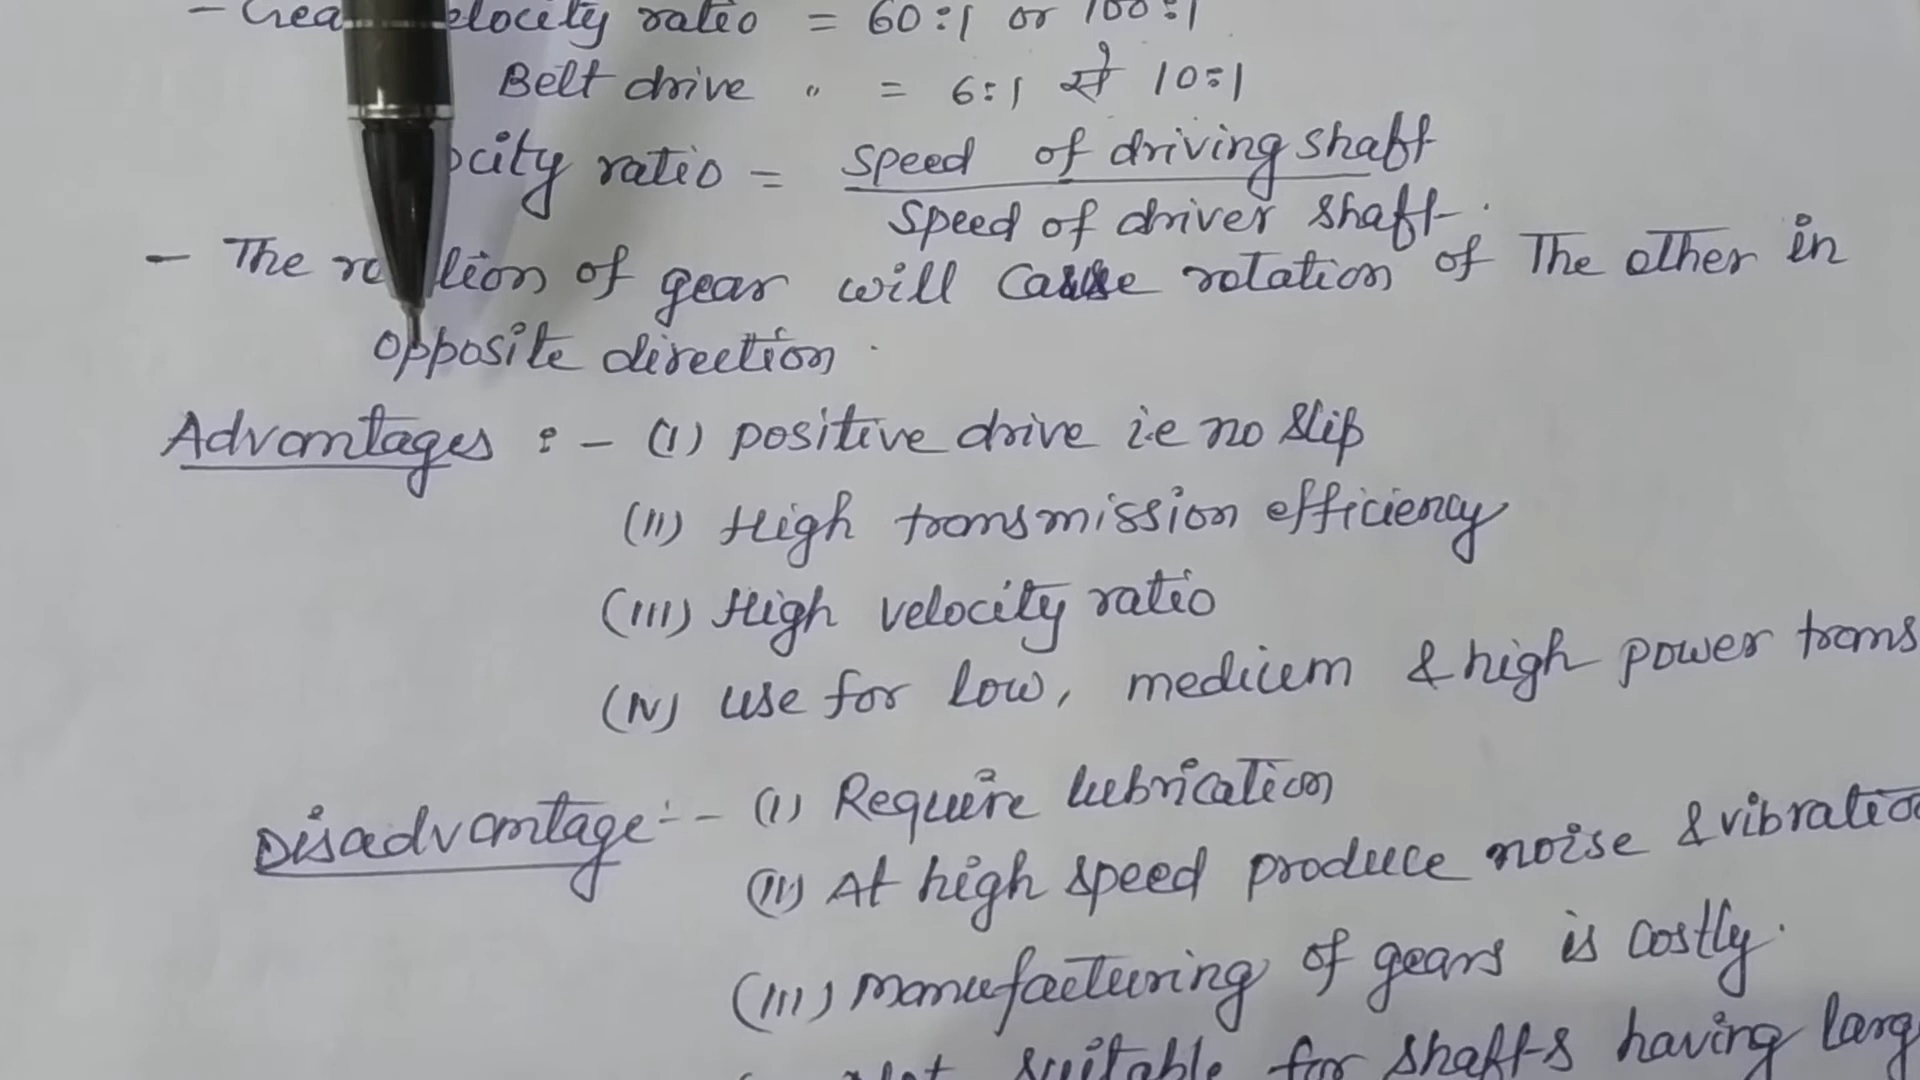 - Gea elocity ratio = 60:1 or 100:1
Belt drive " = 6:1 से 10:1
ocity ratio = speed of driving shaft
speed of driver shaft.
- The ro tion of gear will cause rotation of The other in
opposite direction.
Advantages :- (I) positive drive i.e no slip
(II) High transmission efficiency
(III) High velocity ratio
(IV) use for low, medium & high power trans
Disadvantage :- (I) Require lubrication
(II) At high speed produce noise & vibratio
(III) Manufacturing of gears is costly.
suitable for shafts having larg